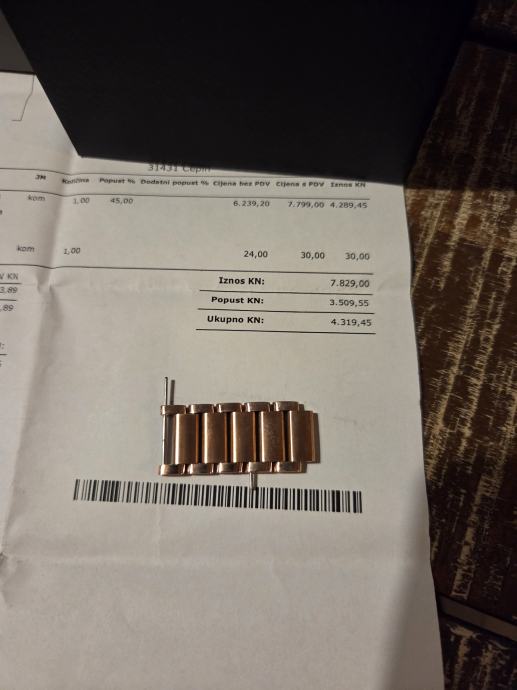 31431 Čepin
JM Količina Popust % Dodatni popust % Cijena bez PDV Cijena s PDV Iznos KN
kom 1,00 45,00 6.239,20 7.799,00 4.289,45
kom 1,00 24,00 30,00 30,00
V KN
3,89
,89
Iznos KN: 7.829,00
Popust KN: 3.509,55
Ukupno KN: 4.319,45